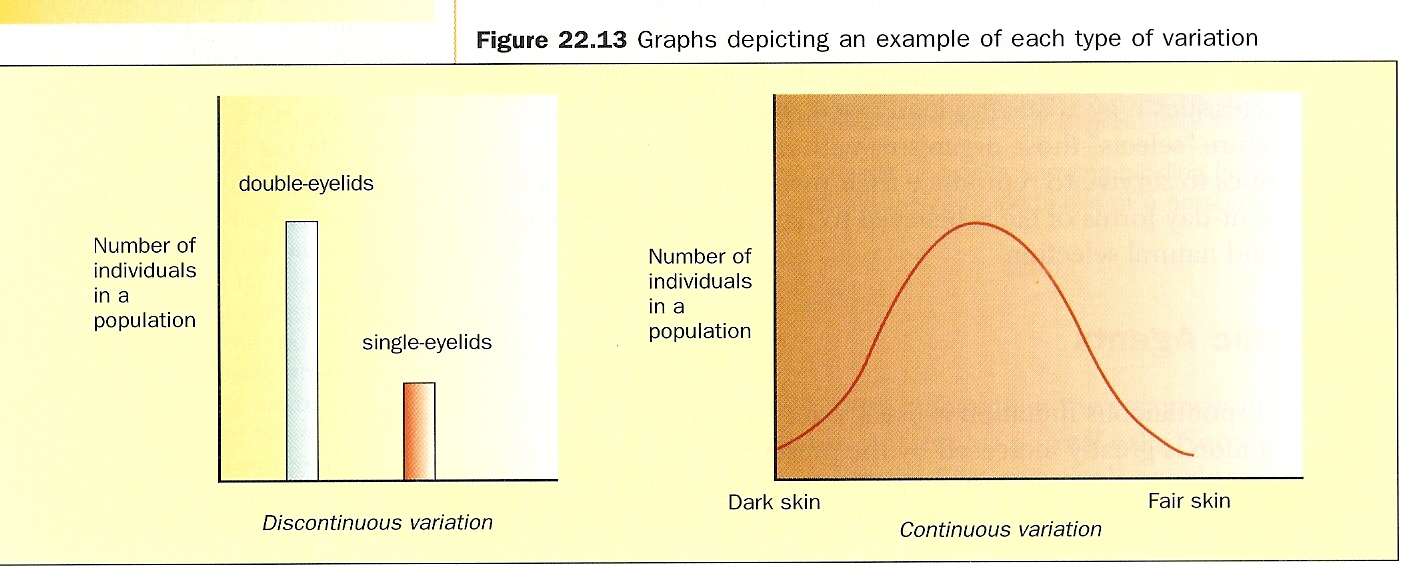 Figure 22.13 Graphs depicting an example of each type of variation
double-eyelids
Number of
individuals
in a
population
single-eyelids
Discontinuous variation
Number of
individuals
in a
population
Dark skin
Fair skin
Continuous variation